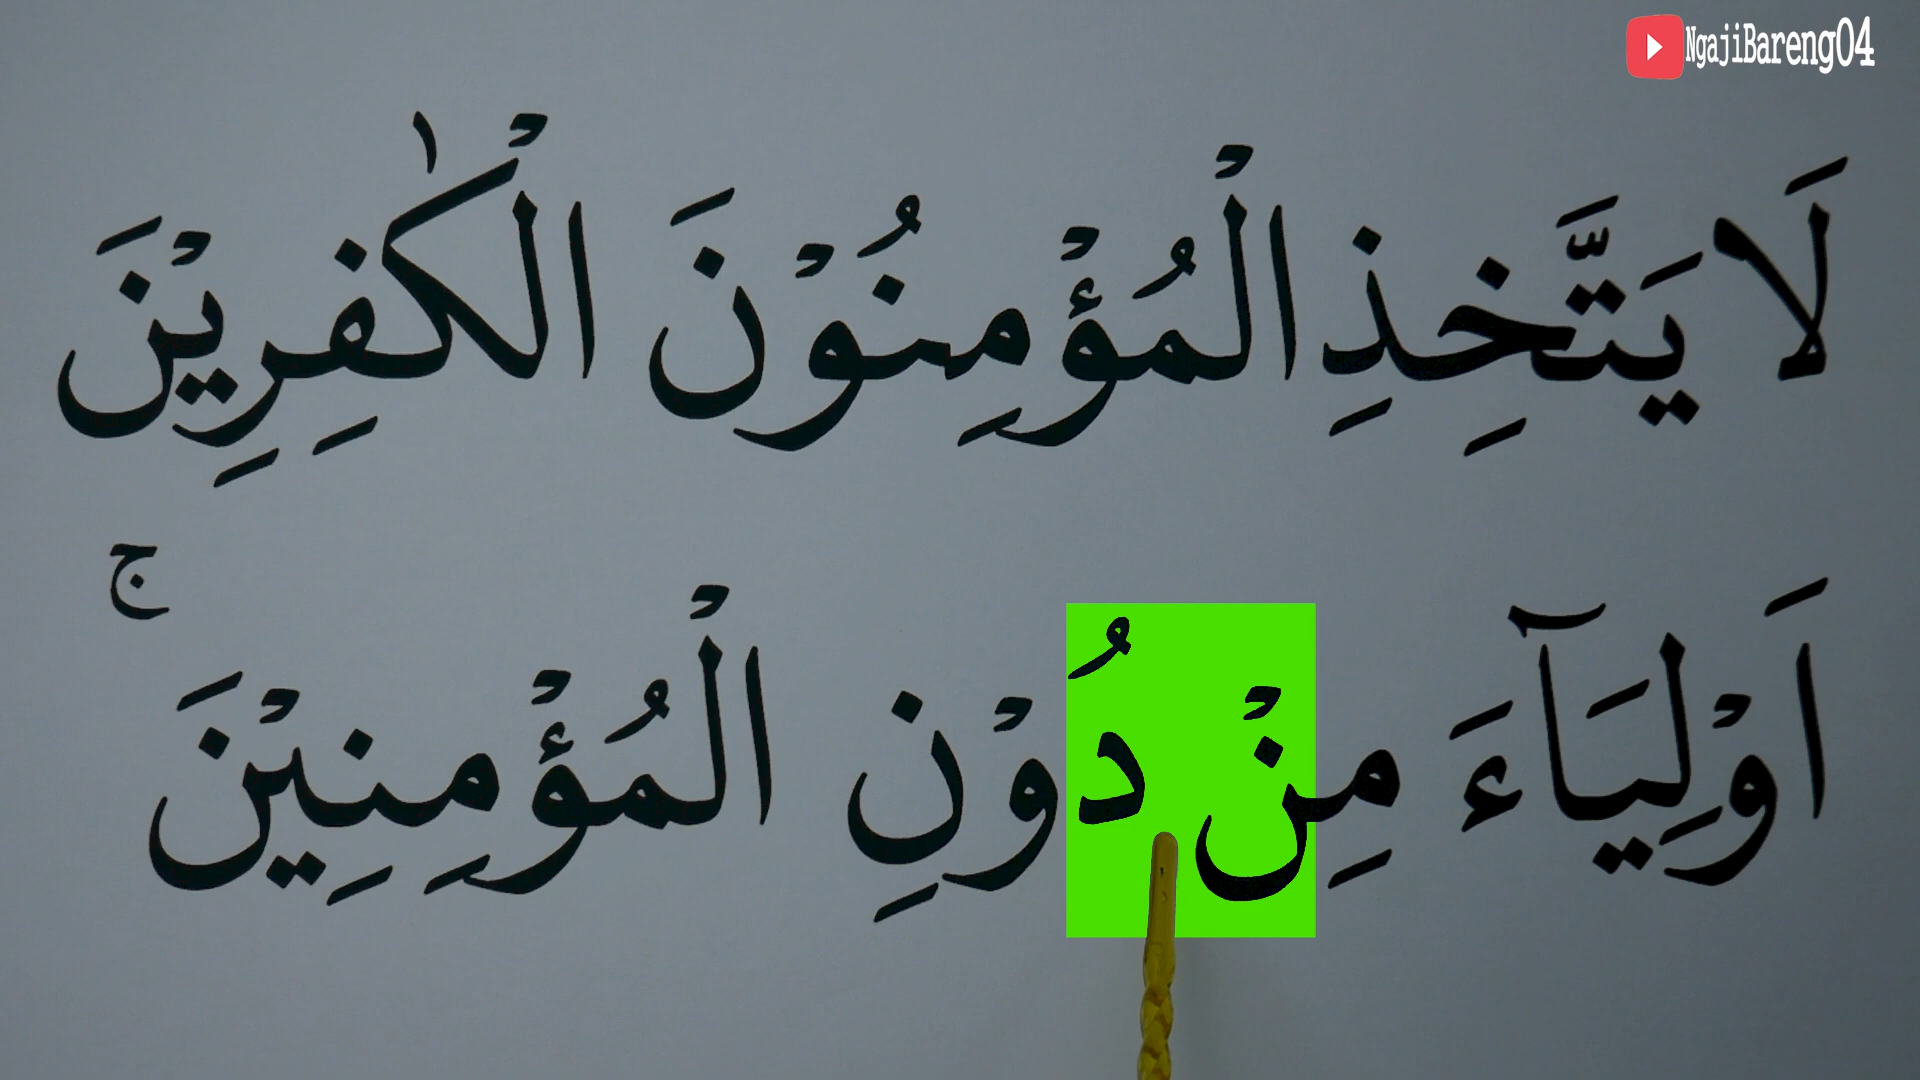 NgajiBareng04
لَا يَتَّخِذِ الْمُؤْمِنُوْنَ الْكٰفِرِيْنَ
اَوْلِيَآءَ مِنْ دُوْنِ الْمُؤْمِنِيْنَ ۚ